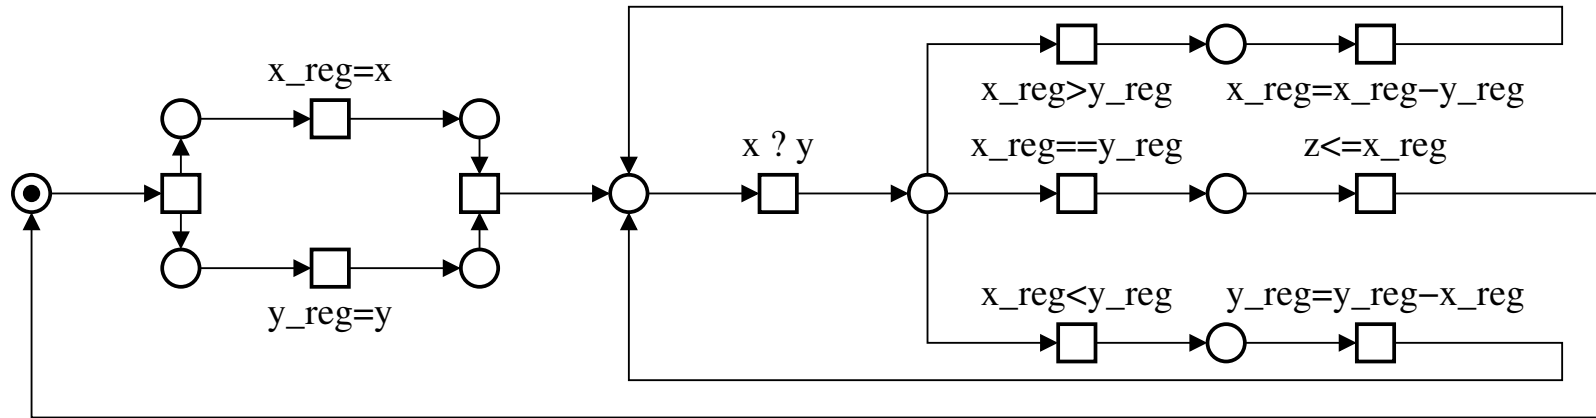 x_reg=x
x_reg>y_reg
x_reg=x_reg−y_reg
x ? y
x_reg==y_reg
z<=x_reg
y_reg=y
x_reg<y_reg
y_reg=y_reg−x_reg